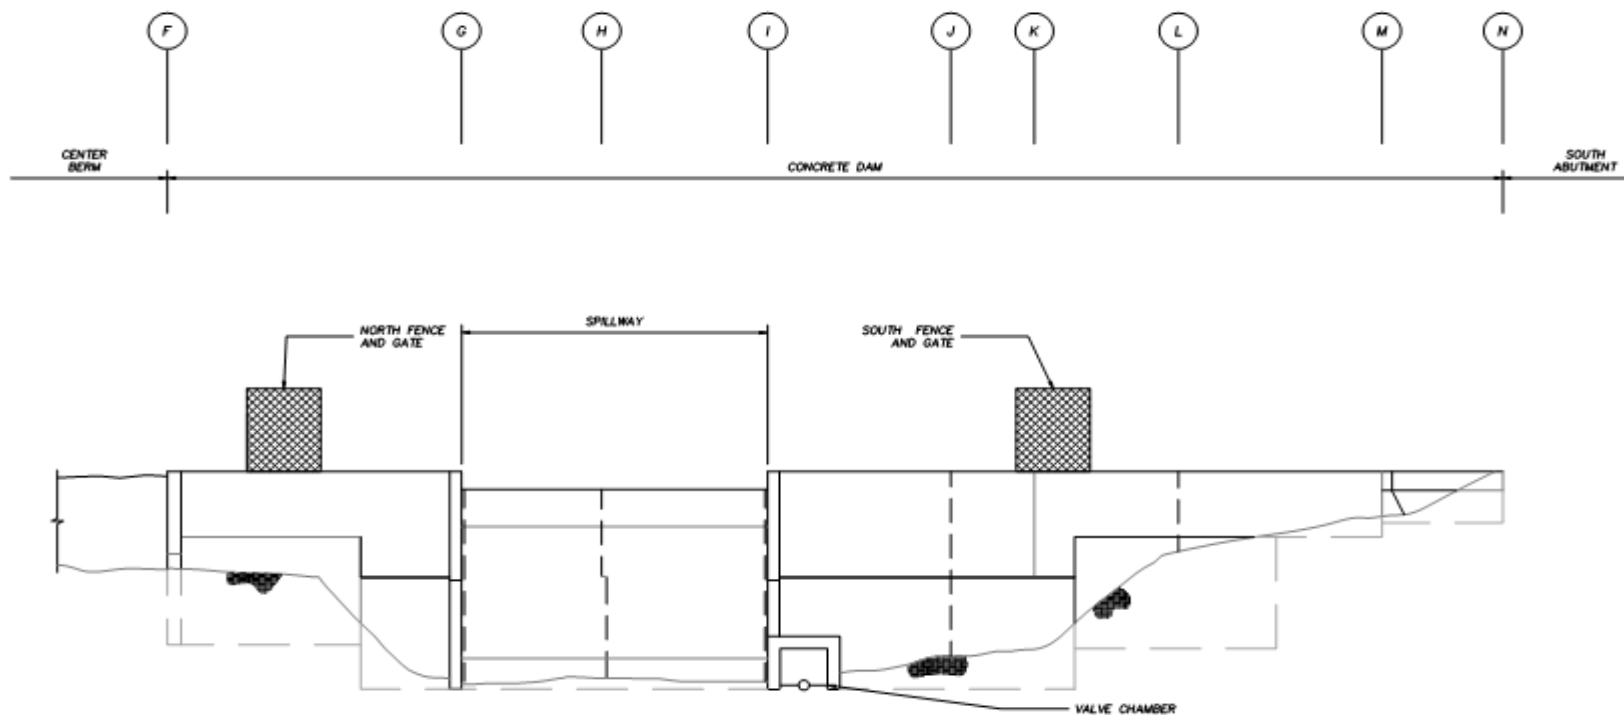 F G H I J K L M N
CENTER
BERM
CONCRETE DAM
SOUTH
ABUTMENT
NORTH FENCE
AND GATE
SPILLWAY
SOUTH FENCE
AND GATE
VALVE CHAMBER